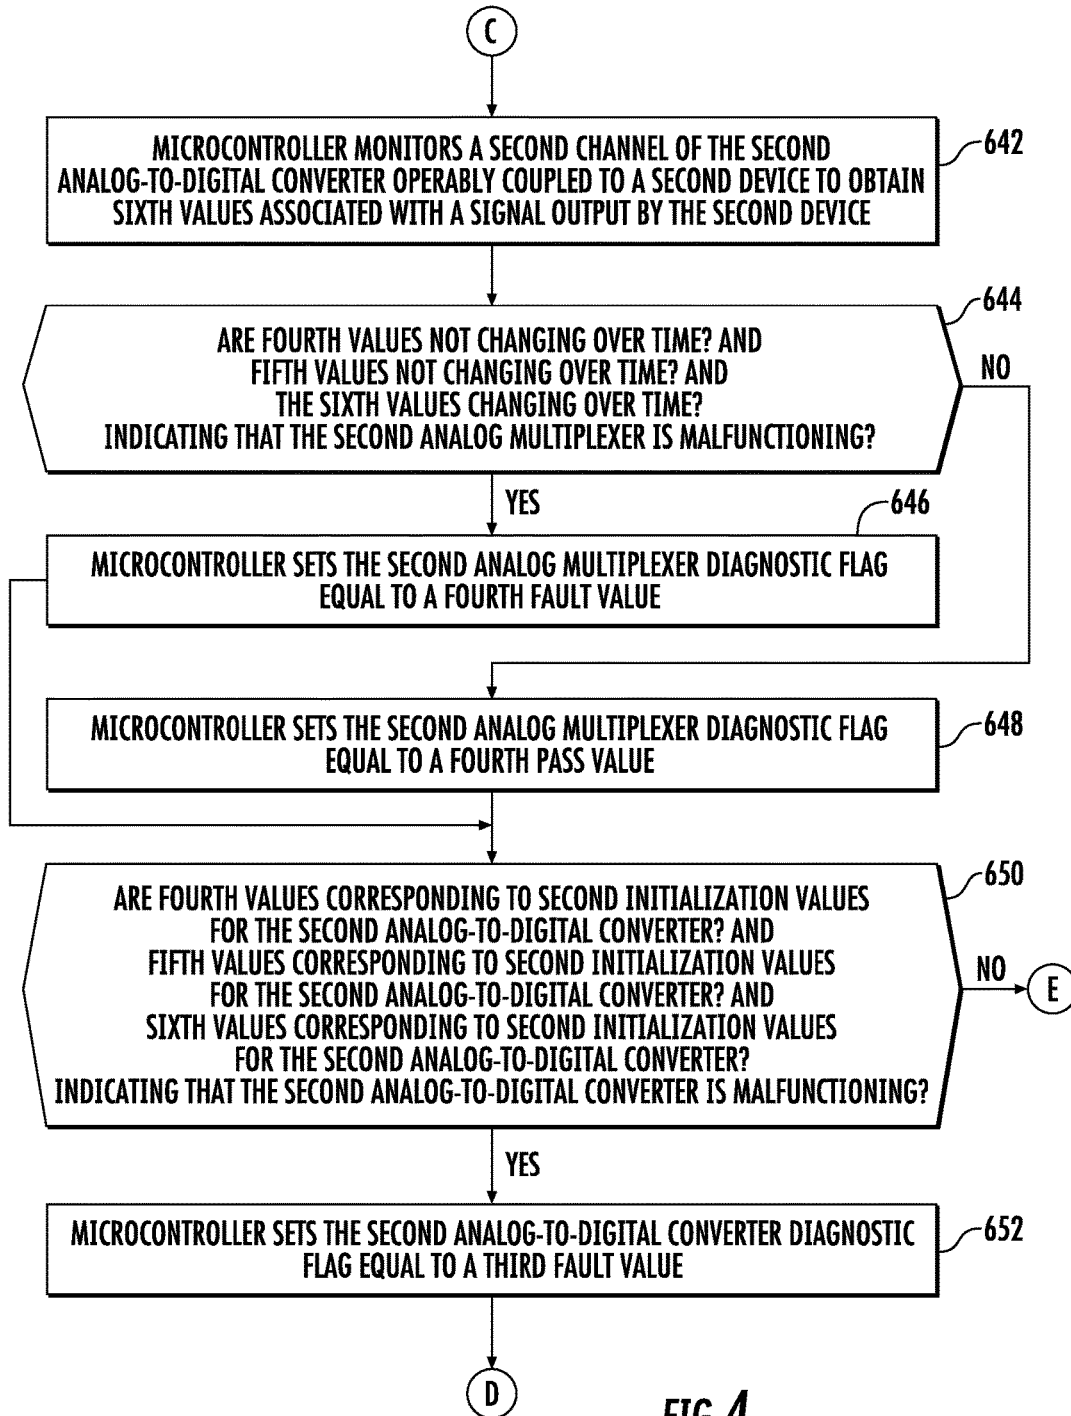 C
MICROCONTROLLER MONITORS A SECOND CHANNEL OF THE SECOND
ANALOG-TO-DIGITAL CONVERTER OPERABLY COUPLED TO A SECOND DEVICE TO OBTAIN
SIXTH VALUES ASSOCIATED WITH A SIGNAL OUTPUT BY THE SECOND DEVICE
642
ARE FOURTH VALUES NOT CHANGING OVER TIME? AND
FIFTH VALUES NOT CHANGING OVER TIME? AND
THE SIXTH VALUES CHANGING OVER TIME?
INDICATING THAT THE SECOND ANALOG MULTIPLEXER IS MALFUNCTIONING?
644
NO
YES
646
MICROCONTROLLER SETS THE SECOND ANALOG MULTIPLEXER DIAGNOSTIC FLAG
EQUAL TO A FOURTH FAULT VALUE
MICROCONTROLLER SETS THE SECOND ANALOG MULTIPLEXER DIAGNOSTIC FLAG
EQUAL TO A FOURTH PASS VALUE
648
ARE FOURTH VALUES CORRESPONDING TO SECOND INITIALIZATION VALUES
FOR THE SECOND ANALOG-TO-DIGITAL CONVERTER? AND
FIFTH VALUES CORRESPONDING TO SECOND INITIALIZATION VALUES
FOR THE SECOND ANALOG-TO-DIGITAL CONVERTER? AND
SIXTH VALUES CORRESPONDING TO SECOND INITIALIZATION VALUES
FOR THE SECOND ANALOG-TO-DIGITAL CONVERTER?
INDICATING THAT THE SECOND ANALOG-TO-DIGITAL CONVERTER IS MALFUNCTIONING?
650
NO
E
YES
MICROCONTROLLER SETS THE SECOND ANALOG-TO-DIGITAL CONVERTER DIAGNOSTIC
FLAG EQUAL TO A THIRD FAULT VALUE
652
D
FIG. 4